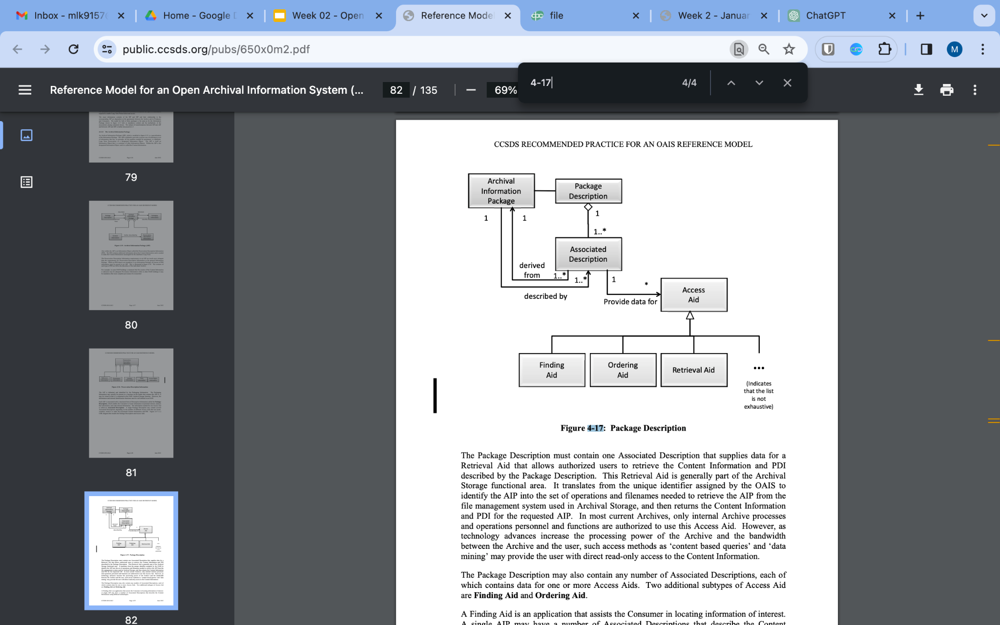 Inbox - mlk9157
Home - Google
Week 02 - Open
Reference Mode
file
Week 2 - Januar
ChatGPT
public.ccsds.org/pubs/650x0m2.pdf
M
4-17
4/4
Reference Model for an Open Archival Information System (...
82 / 135
69%
79
80
81
82
CCSDS RECOMMENDED PRACTICE FOR AN OAIS REFERENCE MODEL
Archival
Information
Package
Package
Description
1
1
1
1..*
Associated
Description
derived
from
1..*
1..*
1
*
described by
Provide data for
Access
Aid
Finding
Aid
Ordering
Aid
Retrieval Aid
...
(Indicates
that the list
is not
exhaustive)
Figure 4-17: Package Description
The Package Description must contain one Associated Description that supplies data for a
Retrieval Aid that allows authorized users to retrieve the Content Information and PDI
described by the Package Description. This Retrieval Aid is generally part of the Archival
Storage functional area. It translates from the unique identifier assigned by the OAIS to
identify the AIP into the set of operations and filenames needed to retrieve the AIP from the
file management system used in Archival Storage, and then returns the Content Information
and PDI for the requested AIP. In most current Archives, only internal Archive processes
and operations personnel and functions are authorized to use this Access Aid. However, as
technology advances increase the processing power of the Archive and the bandwidth
between the Archive and the user, such access methods as ‘content based queries’ and ‘data
mining’ may provide the user with direct read-only access to the Content Information.
The Package Description may also contain any number of Associated Descriptions, each of
which contains data for one or more Access Aids. Two additional subtypes of Access Aid
are Finding Aid and Ordering Aid.
A Finding Aid is an application that assists the Consumer in locating information of interest.
A single AIP may have a number of Associated Descriptions that describe the Content